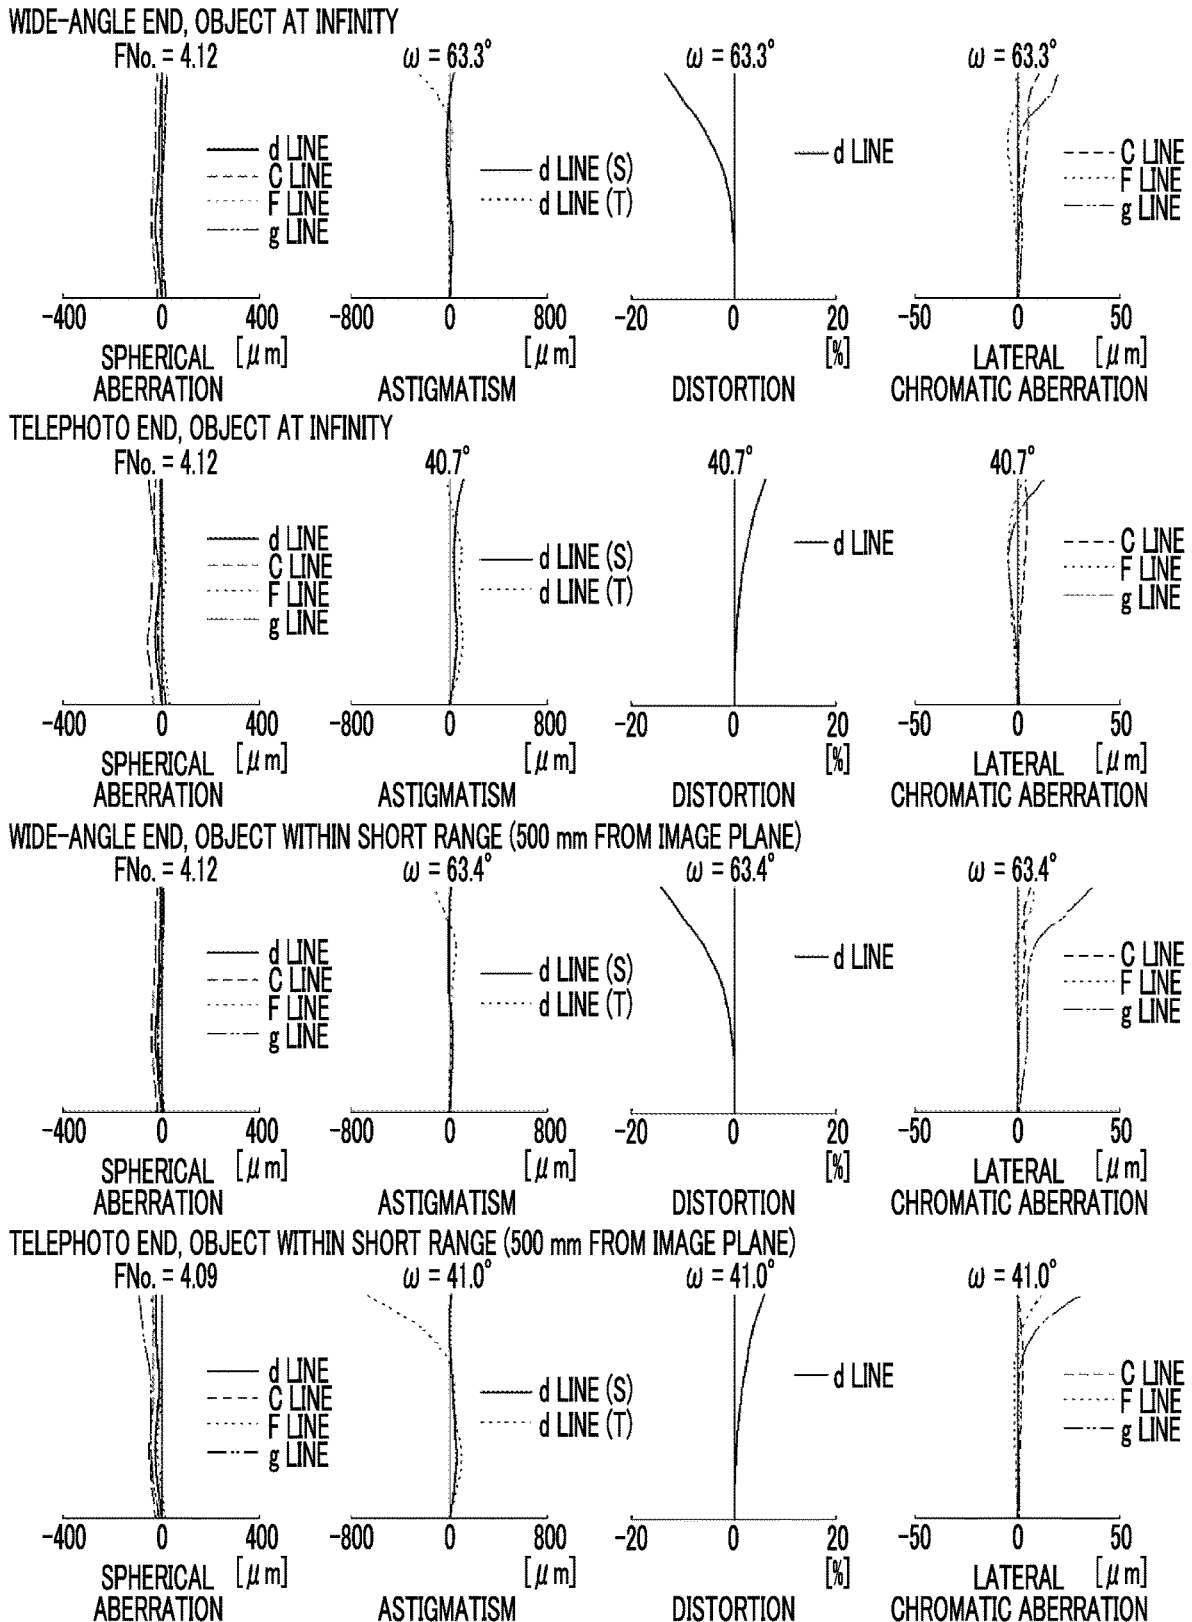 WIDE-ANGLE END, OBJECT AT INFINITY
FNo. = 4.12
ω = 63.3°
ω = 63.3°
ω = 63.3°
d LINE
C LINE
F LINE
g LINE
d LINE (S)
d LINE (T)
d LINE
C LINE
F LINE
g LINE
-400 0 400
-800 0 800
-20 0 20
-50 0 50
SPHERICAL [μm]
ABERRATION
[μm]
ASTIGMATISM
[%]
DISTORTION
LATERAL [μm]
CHROMATIC ABERRATION
TELEPHOTO END, OBJECT AT INFINITY
FNo. = 4.12
40.7°
40.7°
40.7°
d LINE
C LINE
F LINE
g LINE
d LINE (S)
d LINE (T)
d LINE
C LINE
F LINE
g LINE
-400 0 400
-800 0 800
-20 0 20
-50 0 50
SPHERICAL [μm]
ABERRATION
[μm]
ASTIGMATISM
[%]
DISTORTION
LATERAL [μm]
CHROMATIC ABERRATION
WIDE-ANGLE END, OBJECT WITHIN SHORT RANGE (500 mm FROM IMAGE PLANE)
FNo. = 4.12
ω = 63.4°
ω = 63.4°
ω = 63.4°
d LINE
C LINE
F LINE
g LINE
d LINE (S)
d LINE (T)
d LINE
C LINE
F LINE
g LINE
-400 0 400
-800 0 800
-20 0 20
-50 0 50
SPHERICAL [μm]
ABERRATION
[μm]
ASTIGMATISM
[%]
DISTORTION
LATERAL [μm]
CHROMATIC ABERRATION
TELEPHOTO END, OBJECT WITHIN SHORT RANGE (500 mm FROM IMAGE PLANE)
FNo. = 4.09
ω = 41.0°
ω = 41.0°
ω = 41.0°
d LINE
C LINE
F LINE
g LINE
d LINE (S)
d LINE (T)
d LINE
C LINE
F LINE
g LINE
-400 0 400
-800 0 800
-20 0 20
-50 0 50
SPHERICAL [μm]
ABERRATION
[μm]
ASTIGMATISM
[%]
DISTORTION
LATERAL [μm]
CHROMATIC ABERRATION